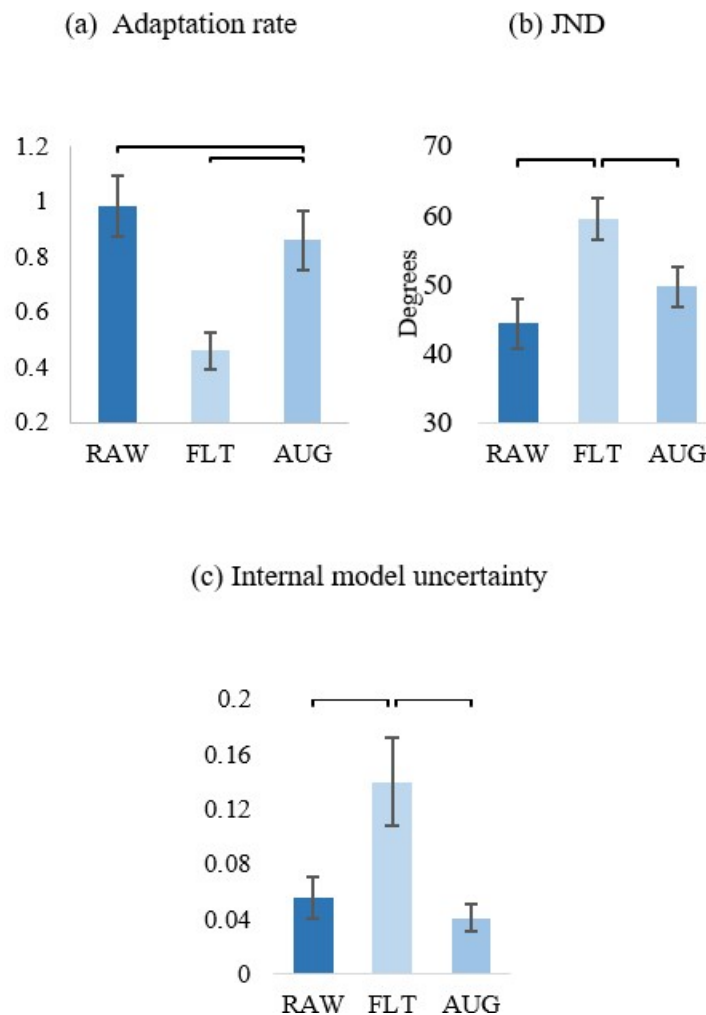 (a) Adaptation rate
(b) JND
1.2
1
0.8
0.6
0.4
0.2
RAW FLT AUG
Degrees
70
60
50
40
30
RAW FLT AUG
(c) Internal model uncertainty
0.2
0.16
0.12
0.08
0.04
0
RAW FLT AUG